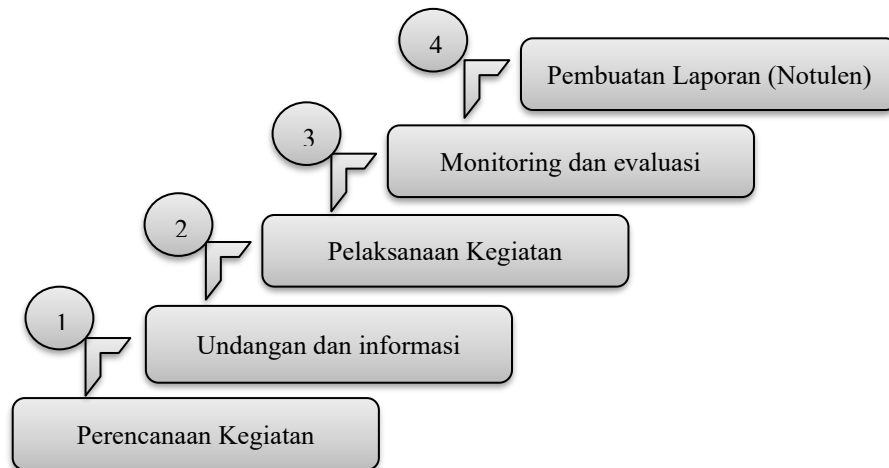 4
Pembuatan Laporan (Notulen)
3
Monitoring dan evaluasi
2
Pelaksanaan Kegiatan
1
Undangan dan informasi
Perencanaan Kegiatan